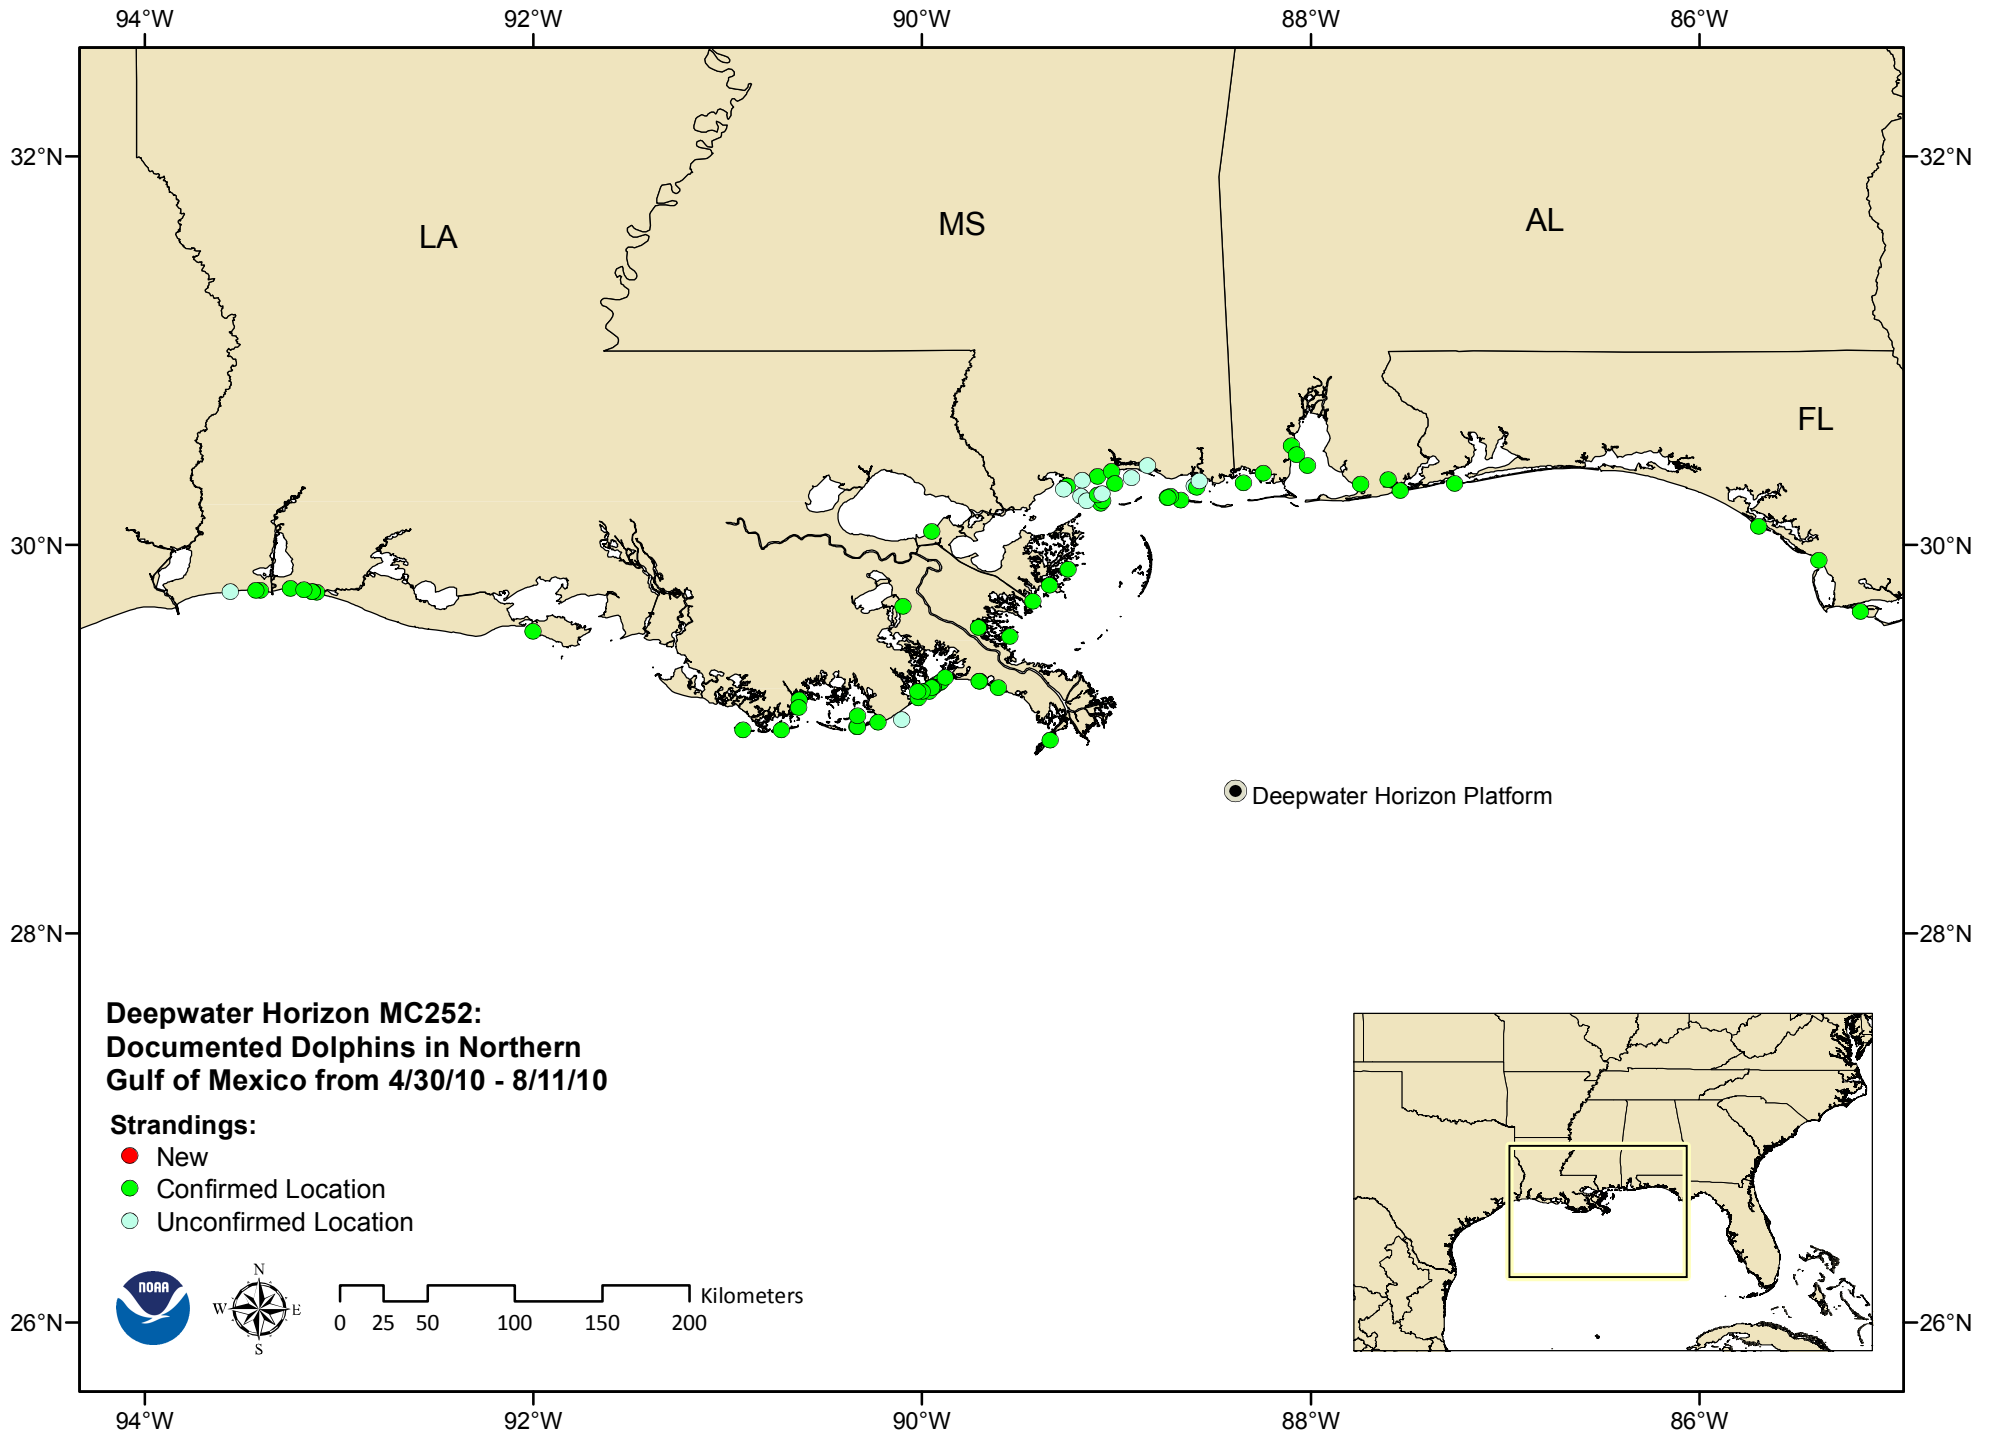 94°W 92°W 90°W 88°W 86°W
32°N 32°N
LA MS AL
FL
30°N 30°N
Deepwater Horizon Platform
28°N 28°N
Deepwater Horizon MC252:
Documented Dolphins in Northern
Gulf of Mexico from 4/30/10 - 8/11/10
Strandings:
New
Confirmed Location
Unconfirmed Location
NOAA
N
W E
S
Kilometers
0 25 50 100 150 200
26°N 26°N
94°W 92°W 90°W 88°W 86°W